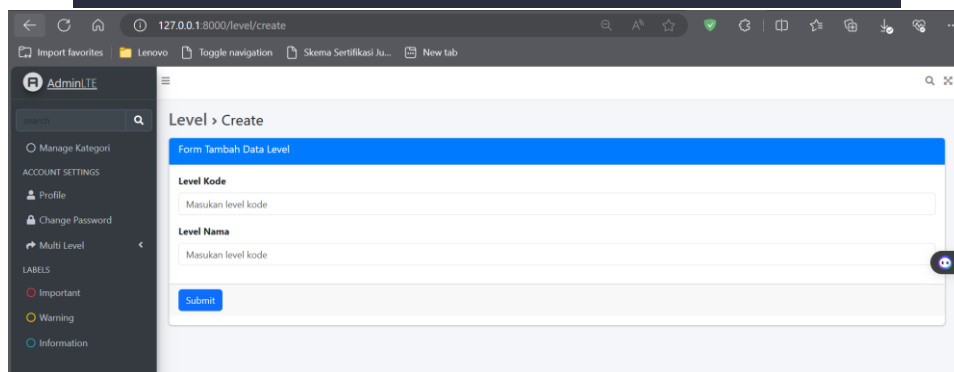 127.0.0.1:8000/level/create
Import favorites Lenovo Toggle navigation Skema Sertifikasi Ju... New tab
AdminLTE
search
Level > Create
Manage Kategori
Form Tambah Data Level
ACCOUNT SETTINGS
Profile
Change Password
Multi Level
LABELS
Important
Warning
Information
Level Kode
Masukan level kode
Level Nama
Masukan level kode
Submit